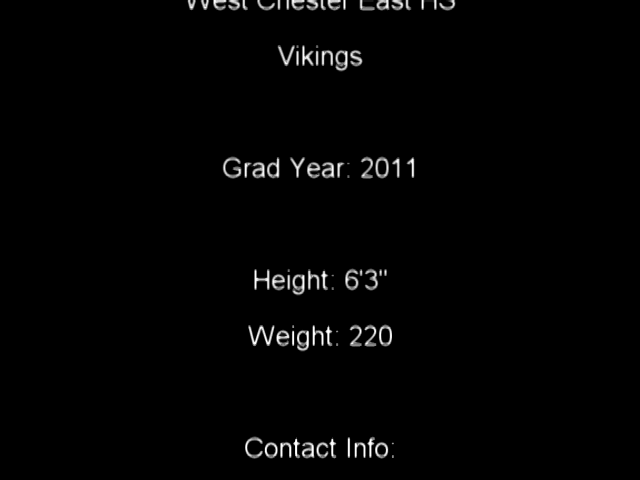 West Chester East HS
Vikings
Grad Year: 2011
Height: 6'3"
Weight: 220
Contact Info: